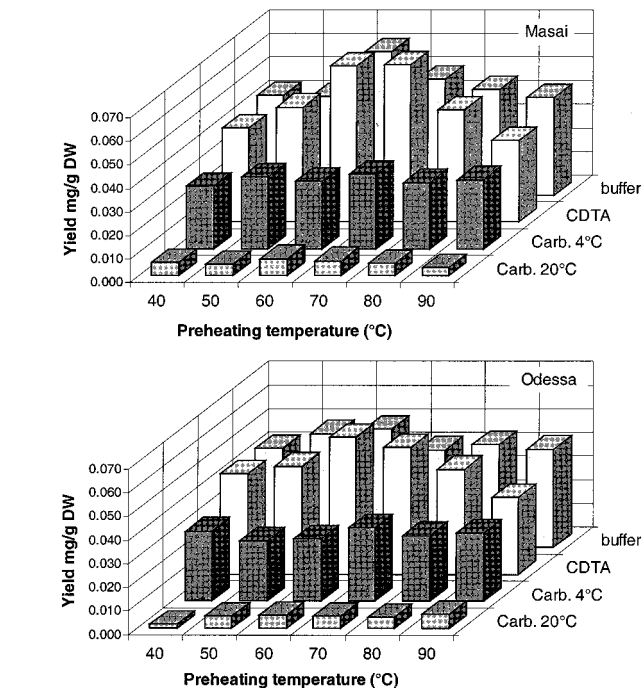 Masai
0.070
0.060
0.050
0.040
0.030
0.020
0.010
0.000
Yield mg/g DW
buffer
CDTA
Carb. 4°C
Carb. 20°C
40 50 60 70 80 90
Preheating temperature (°C)
Odessa
0.070
0.060
0.050
0.040
0.030
0.020
0.010
0.000
Yield mg/g DW
buffer
CDTA
Carb. 4°C
Carb. 20°C
40 50 60 70 80 90
Preheating temperature (°C)